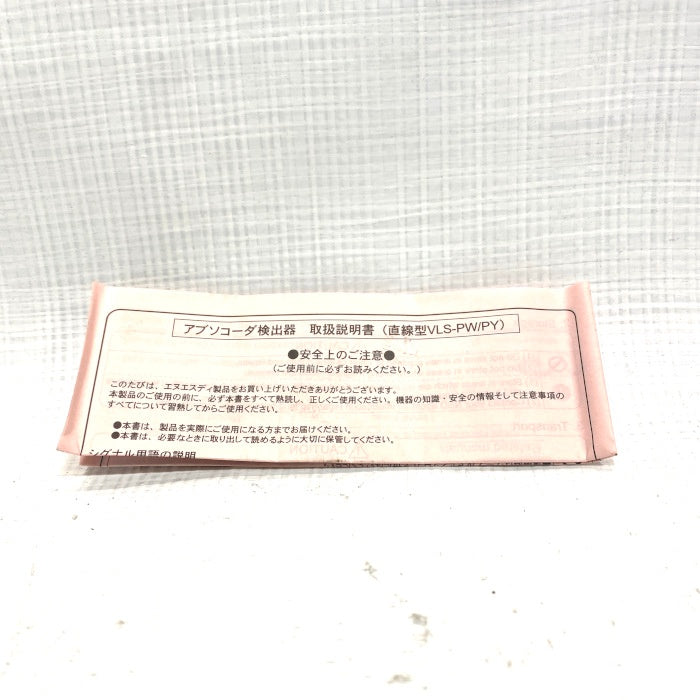 アブソコーダ検出器　取扱説明書（直線型VLS-PW/PY）
●安全上のご注意●
（ご使用前に必ずお読みください。）
このたびは、エヌエスディ製品をお買い上げいただきありがとうございます。
本製品のご使用の前に、必ず本書をすべて熟読し、正しくご使用ください。機器の知識・安全の情報そして注意事項の
すべてについて習熟してからご使用ください。
●本書は、製品を実際にご使用になる方までお届けください。
●本書は、必要なときに取り出して読めるように大切に保管してください。
シグナル用語の説明